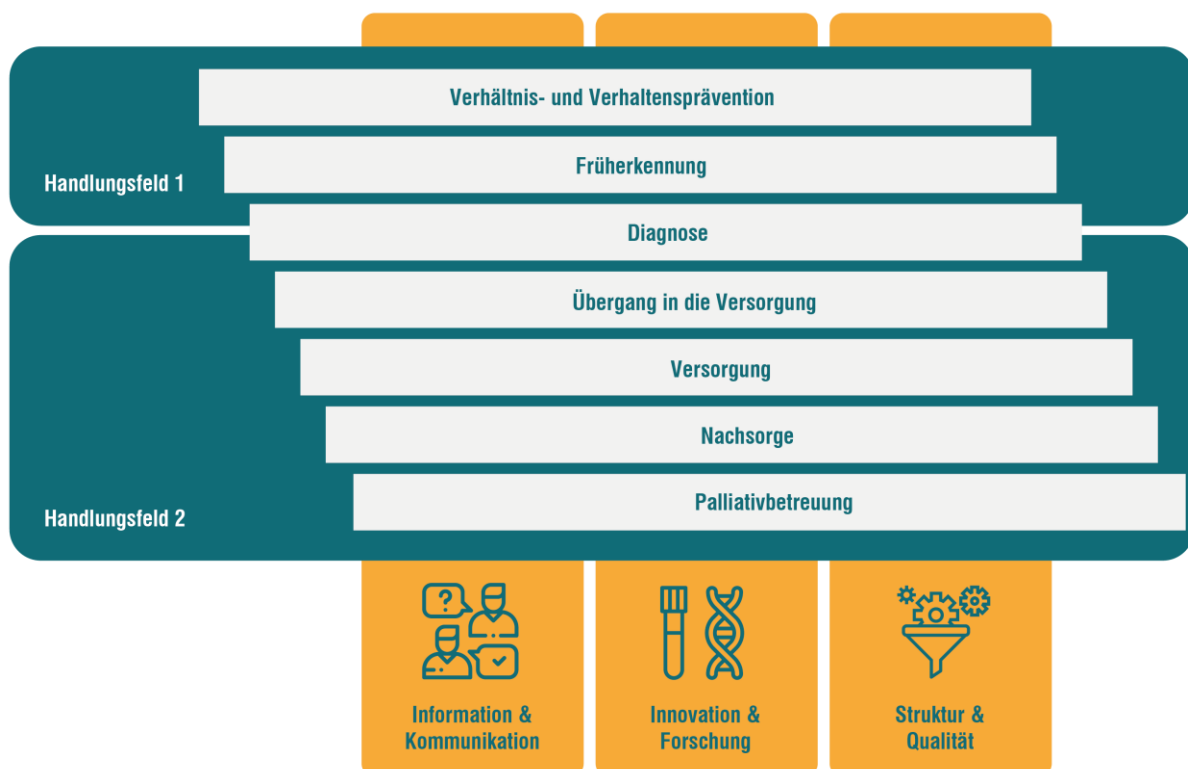 Verhältnis- und Verhaltensprävention
Früherkennung
Handlungsfeld 1
Diagnose
Übergang in die Versorgung
Versorgung
Nachsorge
Palliativbetreuung
Handlungsfeld 2
?
Information &
Kommunikation
Innovation &
Forschung
Struktur &
Qualität